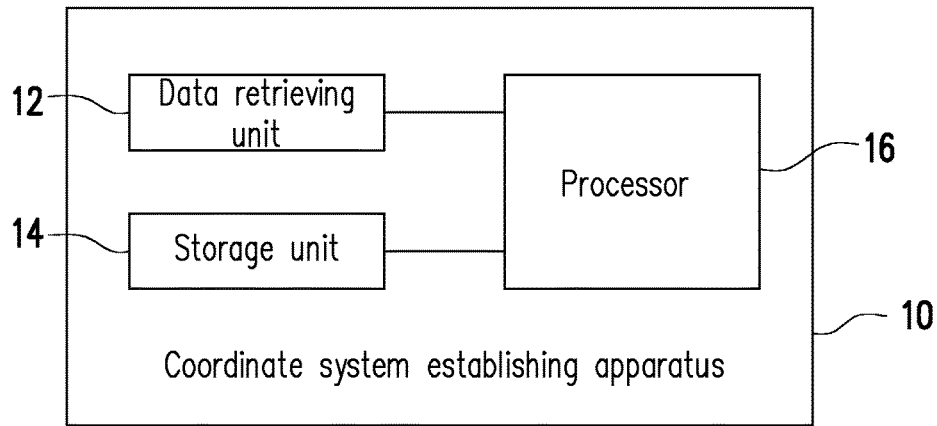 12
Data retrieving
unit
16
Processor
14
Storage unit
10
Coordinate system establishing apparatus